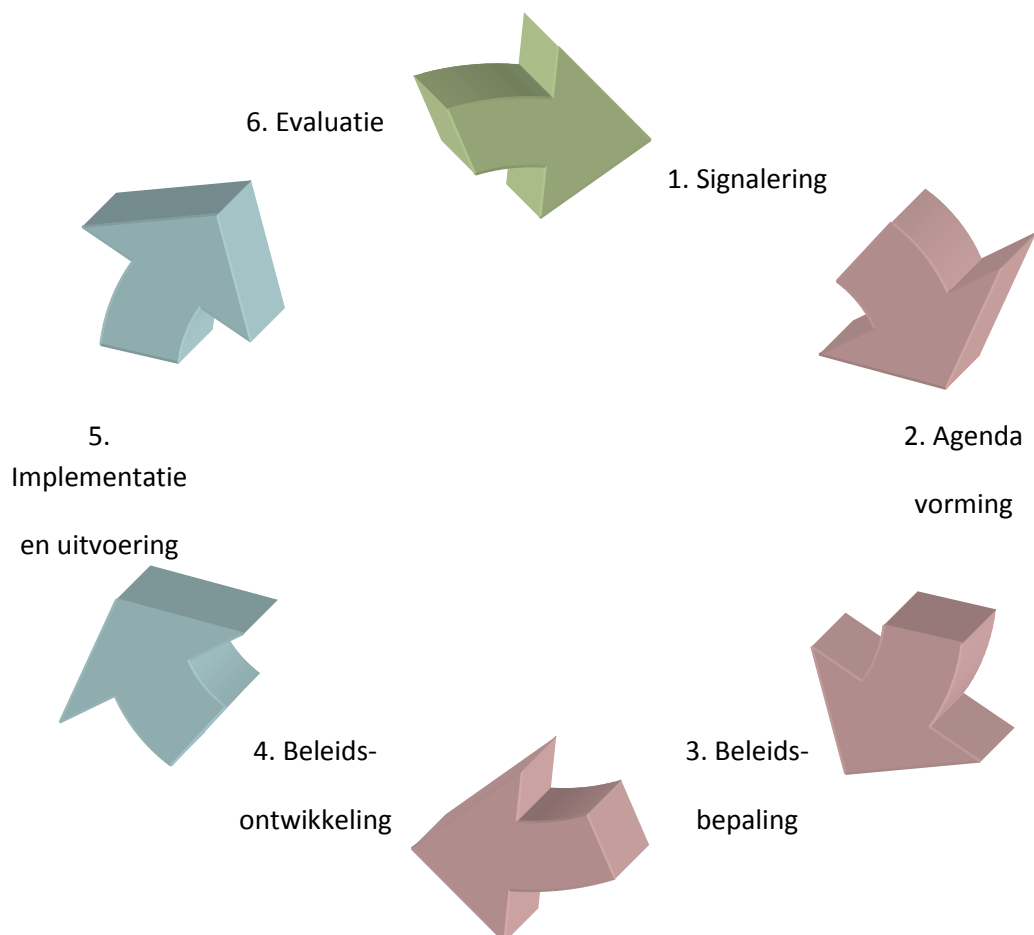 6. Evaluatie
1. Signalering
2. Agenda
vorming
3. Beleids-
bepaling
4. Beleids-
ontwikkeling
5.
Implementatie
en uitvoering